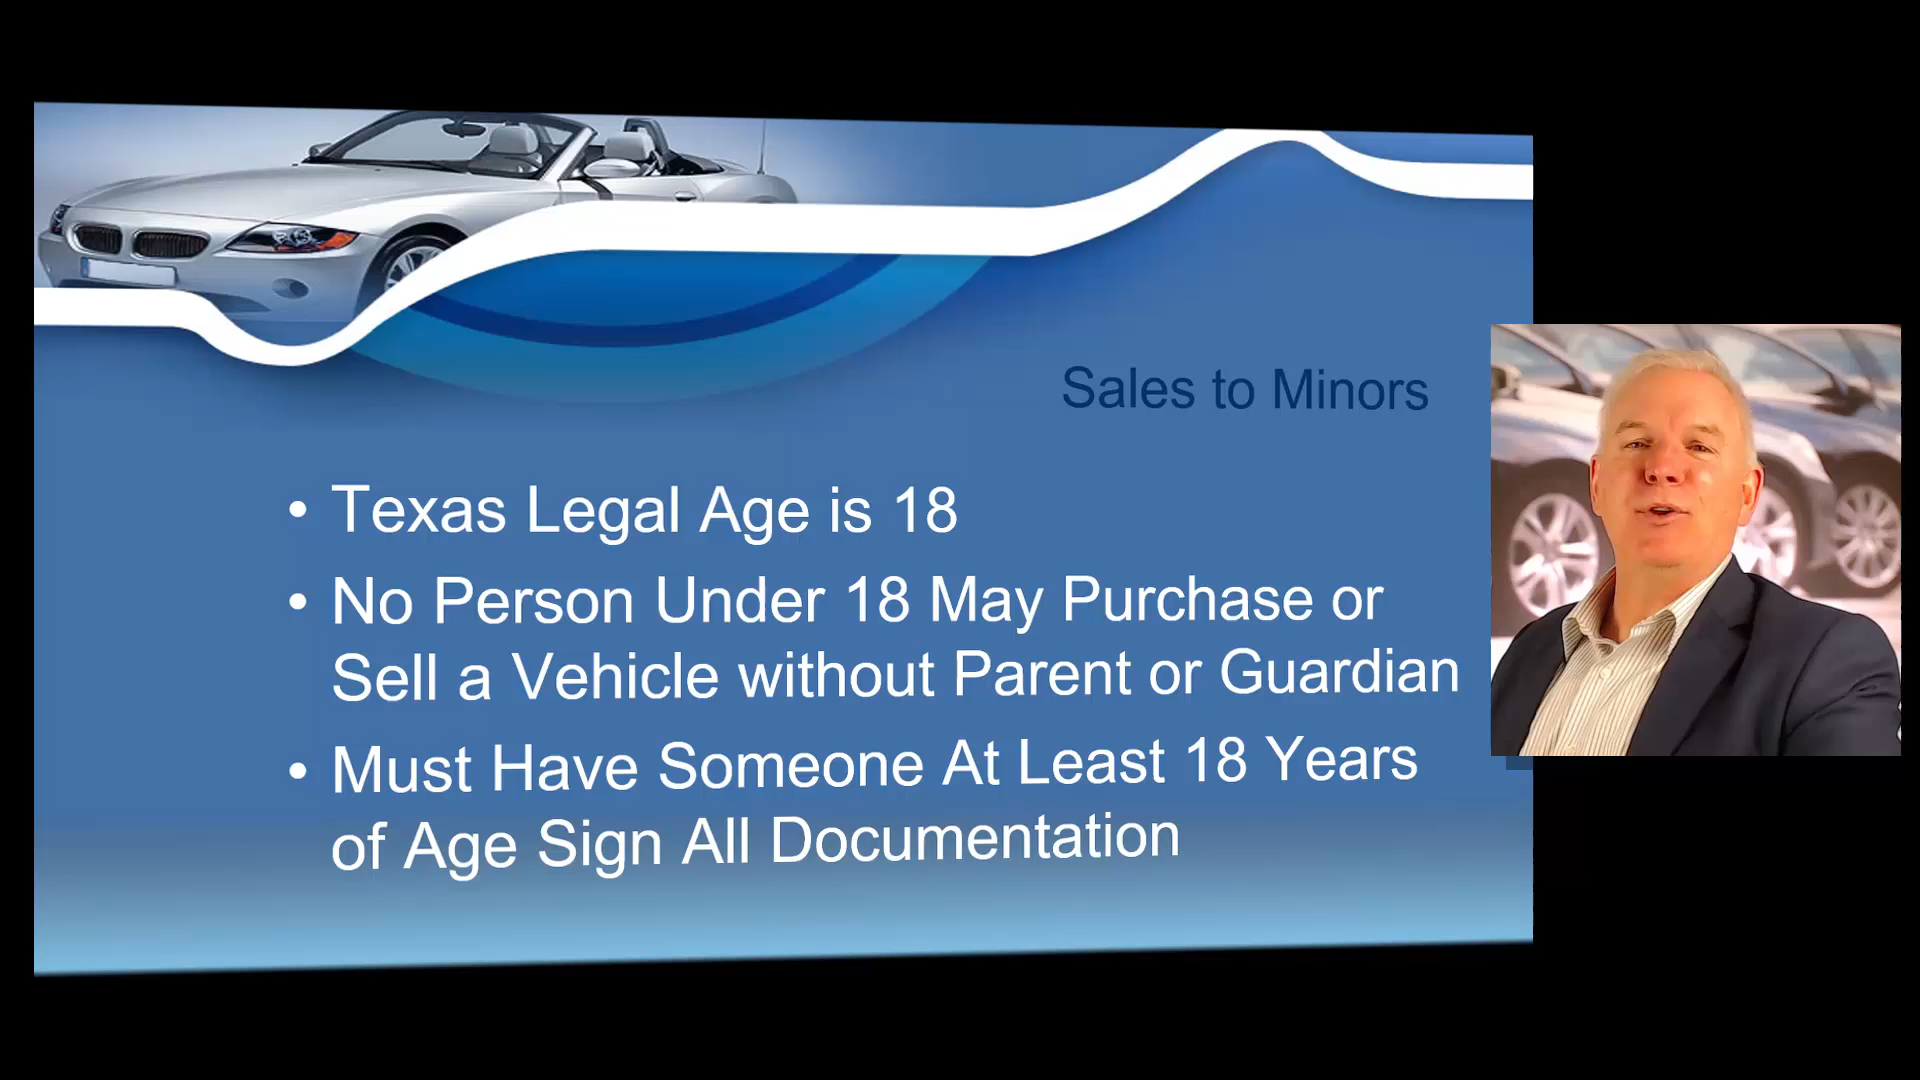 Sales to Minors
• Texas Legal Age is 18
• No Person Under 18 May Purchase or
Sell a Vehicle without Parent or Guardian
• Must Have Someone At Least 18 Years
of Age Sign All Documentation